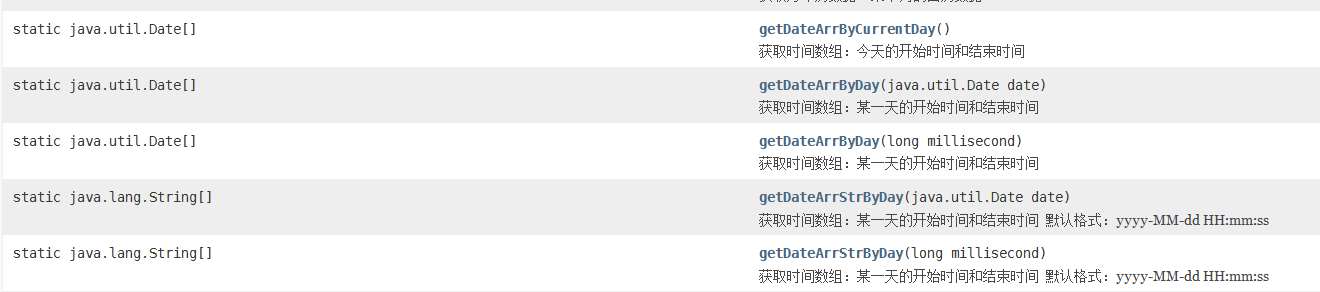 static java.util.Date[]
getDateArrByCurrentDay()
获取时间数组：今天的开始时间和结束时间
static java.util.Date[]
getDateArrByDay(java.util.Date date)
获取时间数组：某一天的开始时间和结束时间
static java.util.Date[]
getDateArrByDay(long millisecond)
获取时间数组：某一天的开始时间和结束时间
static java.lang.String[]
getDateArrStrByDay(java.util.Date date)
获取时间数组：某一天的开始时间和结束时间 默认格式：yyyy-MM-dd HH:mm:ss
static java.lang.String[]
getDateArrStrByDay(long millisecond)
获取时间数组：某一天的开始时间和结束时间 默认格式：yyyy-MM-dd HH:mm:ss